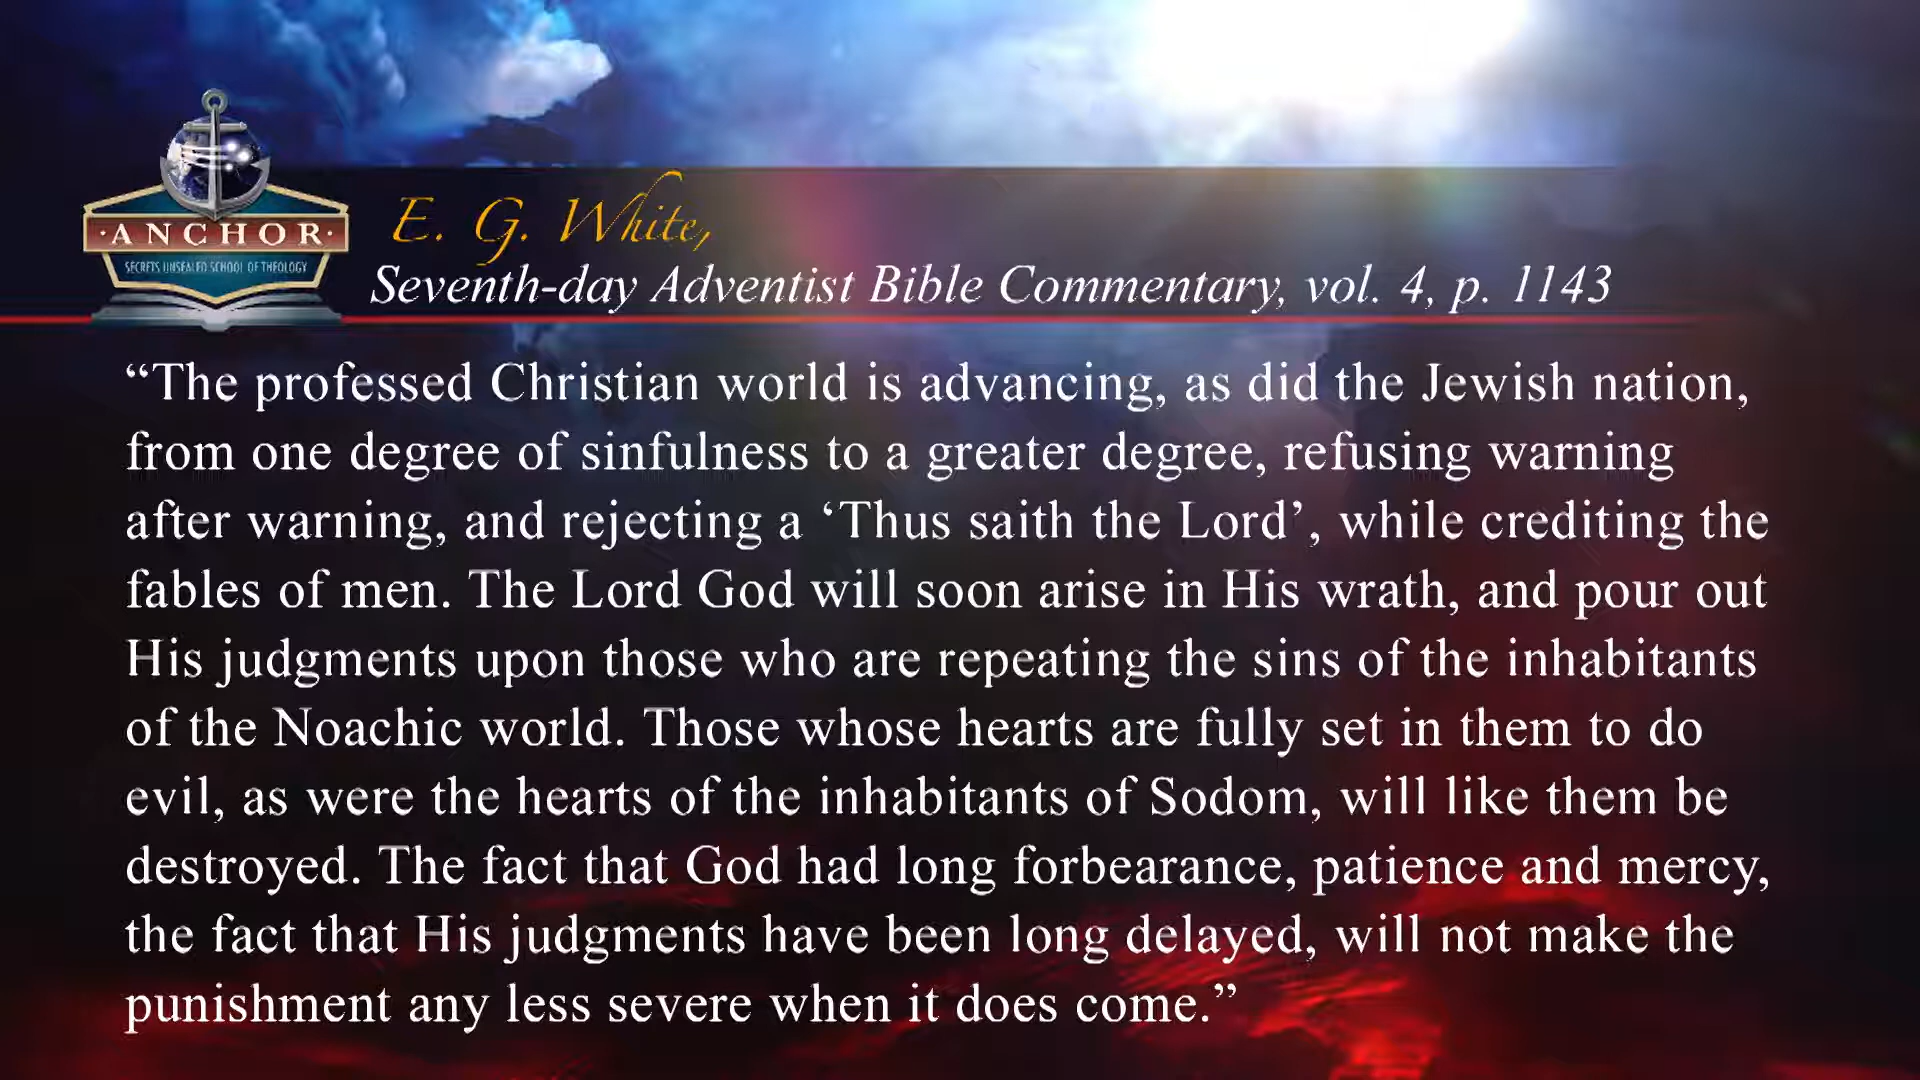 ·ANCHOR·
SECRETS UNSEALED SCHOOL OF THEOLOGY
E. G. White,
Seventh-day Adventist Bible Commentary, vol. 4, p. 1143
“The professed Christian world is advancing, as did the Jewish nation,
from one degree of sinfulness to a greater degree, refusing warning
after warning, and rejecting a ‘Thus saith the Lord’, while crediting the
fables of men. The Lord God will soon arise in His wrath, and pour out
His judgments upon those who are repeating the sins of the inhabitants
of the Noachic world. Those whose hearts are fully set in them to do
evil, as were the hearts of the inhabitants of Sodom, will like them be
destroyed. The fact that God had long forbearance, patience and mercy,
the fact that His judgments have been long delayed, will not make the
punishment any less severe when it does come.”